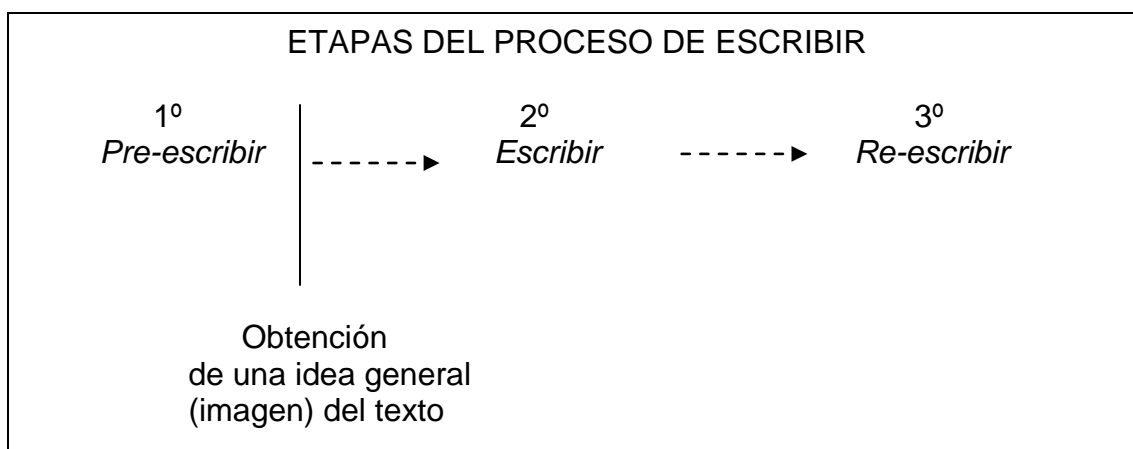 ETAPAS DEL PROCESO DE ESCRIBIR
1º 2º 3º
Pre-escribir Escribir Re-escribir
Obtención
de una idea general
(imagen) del texto